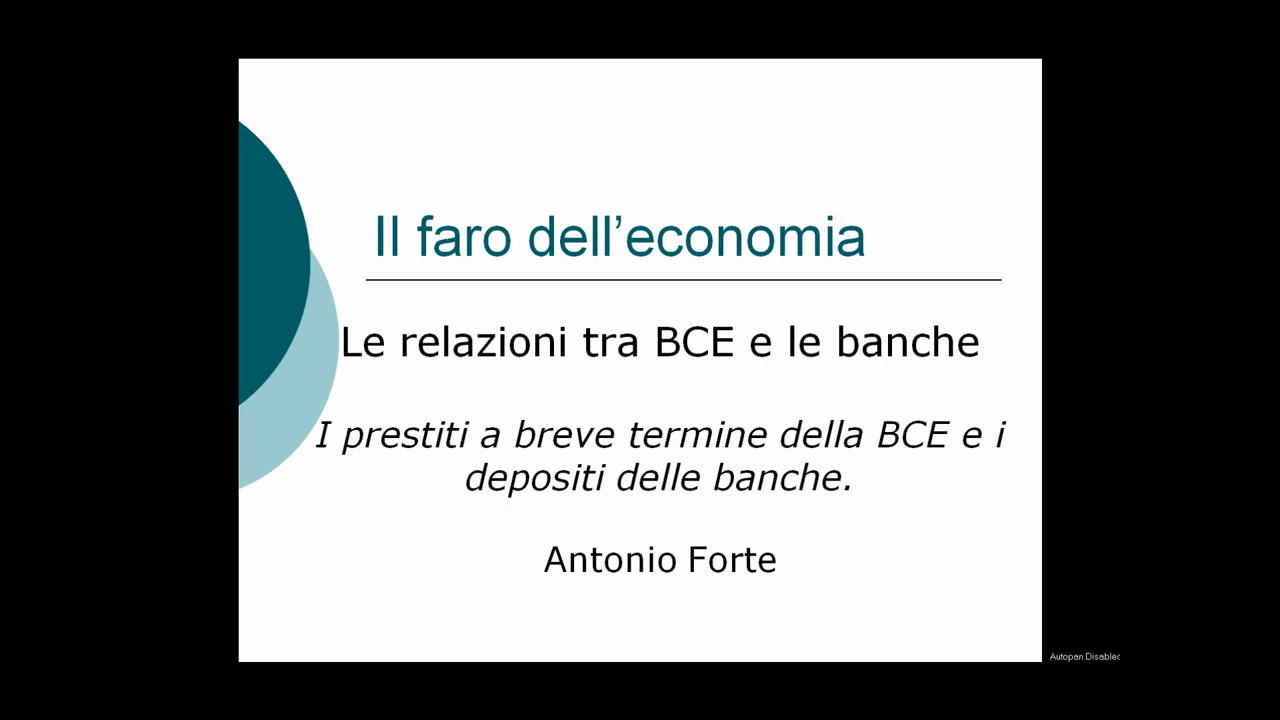 Il faro dell’economia
Le relazioni tra BCE e le banche
I prestiti a breve termine della BCE e i
depositi delle banche.
Antonio Forte
Autopan Disabled